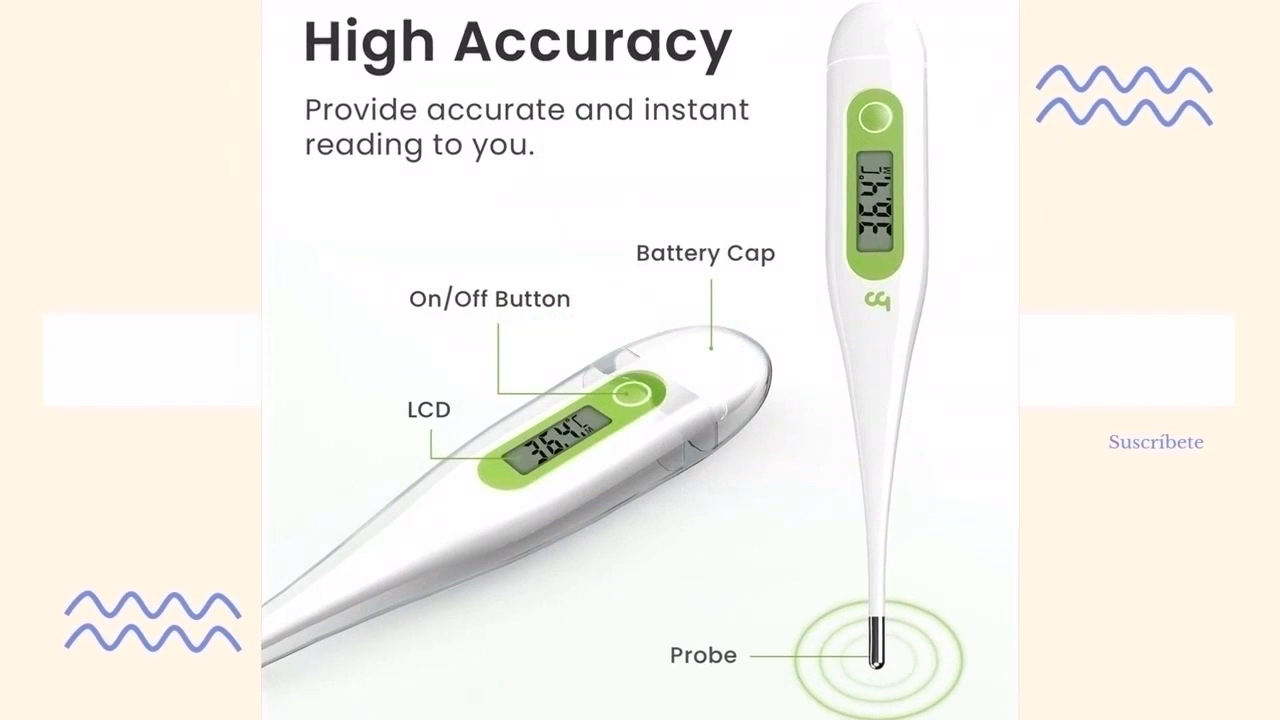 High Accuracy
Provide accurate and instant
reading to you.
Battery Cap
On/Off Button
LCD
36.4°C
M
36.4°C
M
Suscríbete
Probe